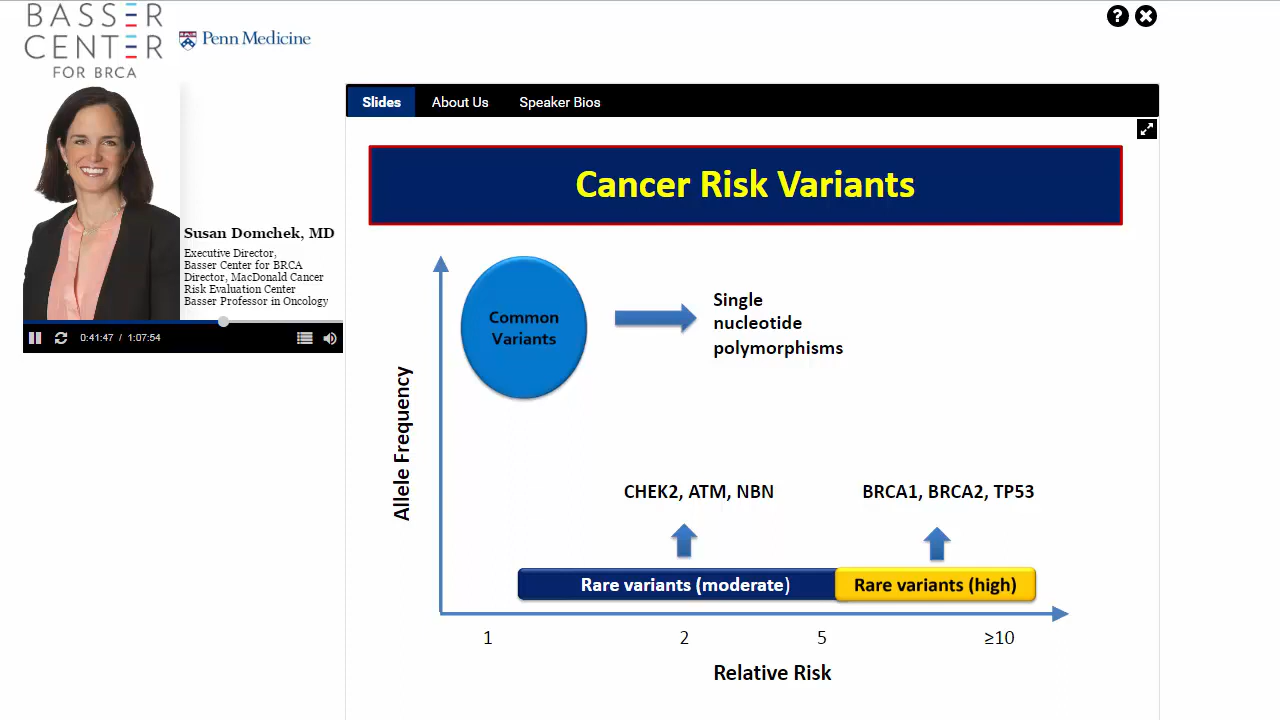 BASSER
CENTER
FOR BRCA
Penn Medicine
Susan Domchek, MD
Executive Director,
Basser Center for BRCA
Director, MacDonald Cancer
Risk Evaluation Center
Basser Professor in Oncology
0:41:47 / 1:07:54
Slides About Us Speaker Bios
Cancer Risk Variants
Common
Variants
Single
nucleotide
polymorphisms
Allele Frequency
CHEK2, ATM, NBN
BRCA1, BRCA2, TP53
Rare variants (moderate)
Rare variants (high)
1 2 5 ≥10
Relative Risk